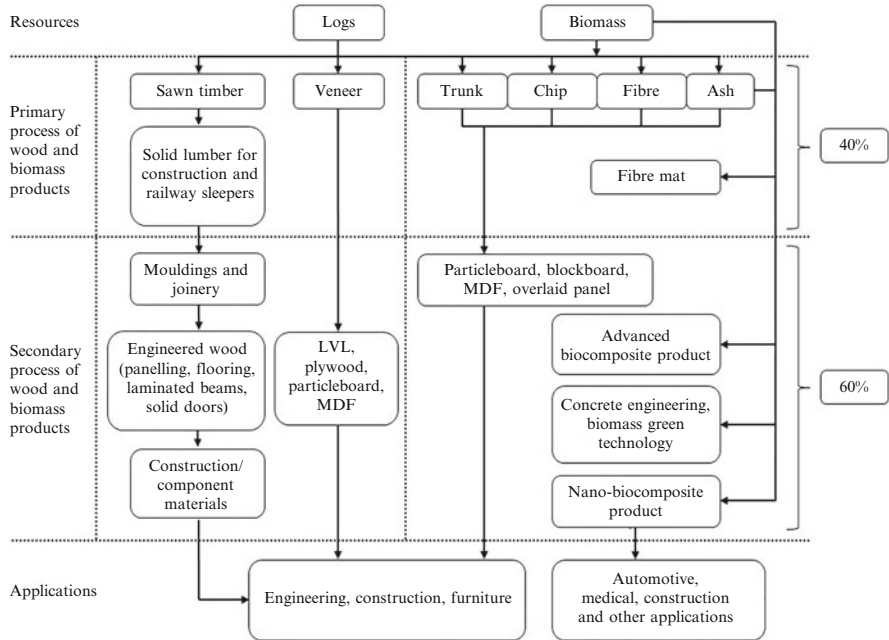 Resources
Logs
Biomass
Primary
process of
wood and
biomass
products
Sawn timber
Veneer
Trunk
Chip
Fibre
Ash
40%
Solid lumber for
construction and
railway sleepers
Fibre mat
Secondary
process of
wood and
biomass
products
Mouldings and
joinery
Particleboard, blockboard,
MDF, overlaid panel
Engineered wood
(panelling, flooring,
laminated beams,
solid doors)
LVL,
plywood,
particleboard,
MDF
Advanced
biocomposite product
60%
Concrete engineering,
biomass green
technology
Construction/
component
materials
Nano-biocomposite
product
Applications
Engineering, construction, furniture
Automotive,
medical, construction
and other applications